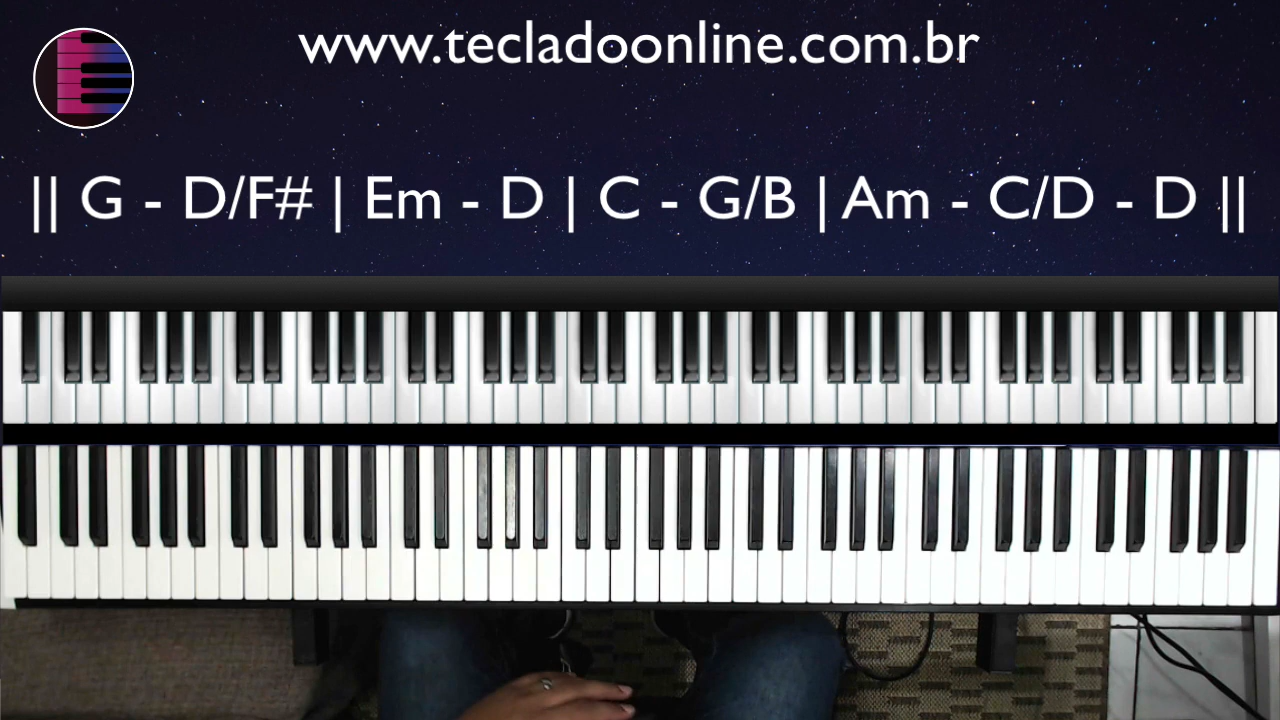 www.tecladoonline.com.br
|| G - D/F# | Em - D | C - G/B | Am - C/D - D ||